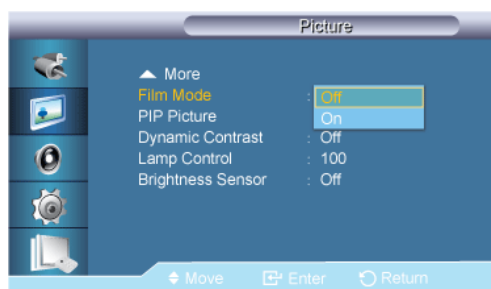 Picture
▲ More
Film Mode : Off
PIP Picture On
Dynamic Contrast : Off
Lamp Control : 100
Brightness Sensor : Off
Move Enter Return